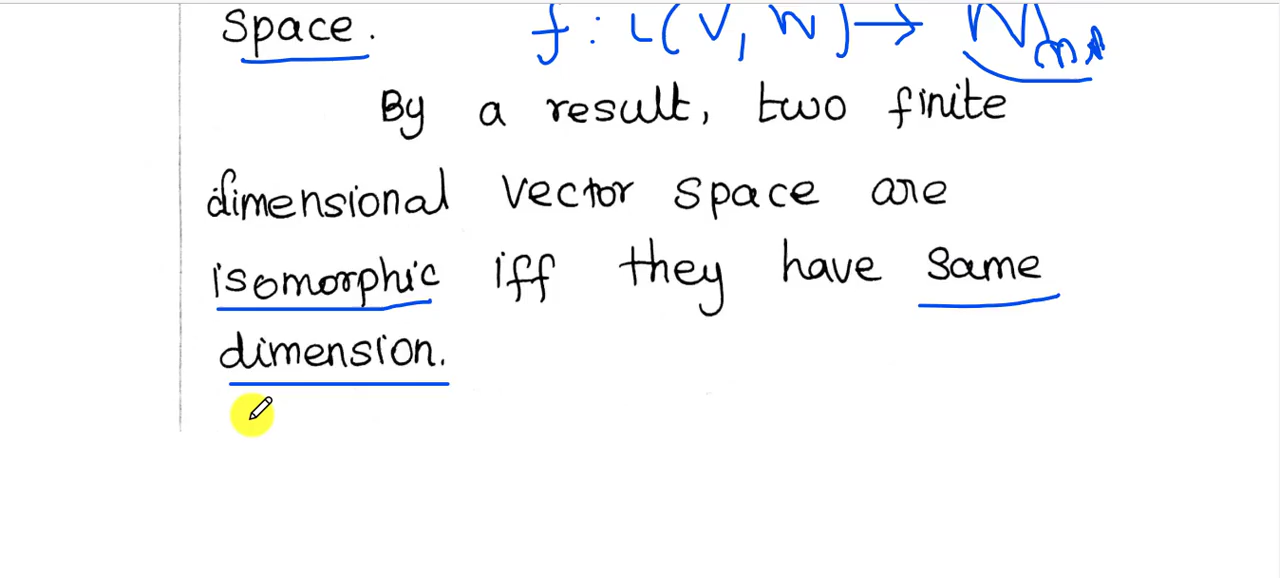 Space. f : L(V, W) →
By a result, two finite
dimensional vector space are
isomorphic iff they have same
dimension.